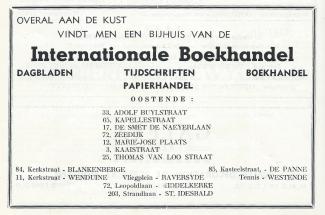 OVERAL AAN DE KUST
VINDT MEN EEN BIJHUIS VAN DE
Internationale Boekhandel
DAGBLADEN TIJDSCHRIFTEN BOEKHANDEL
PAPIERHANDEL
OOSTENDE :
33, ADOLF BUYLSTRAAT
65, KAPELLESTRAAT
17, DE SMET DE NAEYERLAAN
72, ZEEDIJK
12, MARIE-JOSE PLAATS
3, KAAISTRAAT
25, THOMAS VAN LOO STRAAT
84, Kerkstraat - BLANKENBERGE 85, Kasteelstraat, - DE PANNE
11, Kerkstraat - WENDUINE Vliegplein - RAVERSYDE Tennis - WESTENDE
72, Leopoldlaan - MIDDELKERKE
203, Strandlaan - ST. IDESBALD